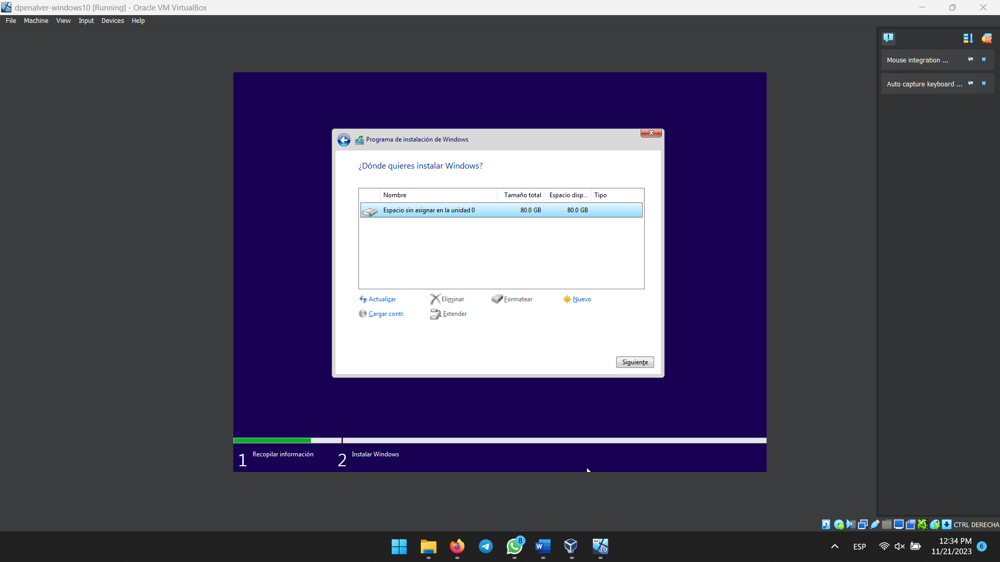 dpenalver-windows10 [Running] - Oracle VM VirtualBox
File Machine View Input Devices Help
Mouse integration ...
Auto capture keyboard ...
Programa de instalación de Windows
¿Dónde quieres instalar Windows?
Nombre Tamaño total Espacio disp... Tipo
Espacio sin asignar en la unidad 0 80.0 GB 80.0 GB
Actualizar Eliminar Formatear Nuevo
Cargar contr. Extender
Siguiente
1 Recopilar información 2 Instalar Windows
CTRL DERECHA
8
64
10
ESP
12:34 PM
11/21/2023
6